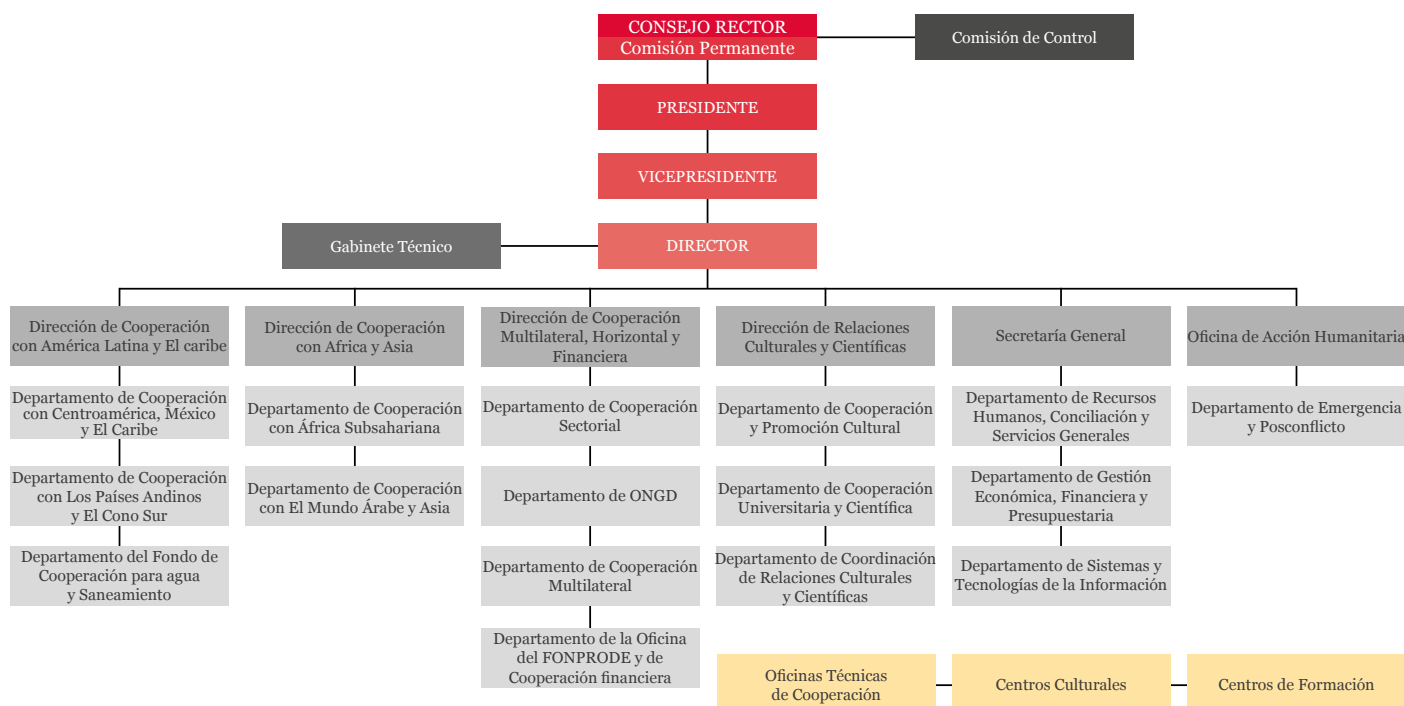 CONSEJO RECTOR
Comisión Permanente
Comisión de Control
PRESIDENTE
VICEPRESIDENTE
Gabinete Técnico
DIRECTOR
Dirección de Cooperación
con América Latina y El caribe
Dirección de Cooperación
con Africa y Asia
Dirección de Cooperación
Multilateral, Horizontal y
Financiera
Dirección de Relaciones
Culturales y Científicas
Secretaría General
Oficina de Acción Humanitaria
Departamento de Cooperación
con Centroamérica, México
y El Caribe
Departamento de Cooperación
con África Subsahariana
Departamento de Cooperación
Sectorial
Departamento de Cooperación
y Promoción Cultural
Departamento de Recursos
Humanos, Conciliación y
Servicios Generales
Departamento de Emergencia
y Posconflicto
Departamento de Cooperación
con Los Países Andinos
y El Cono Sur
Departamento de Cooperación
con El Mundo Árabe y Asia
Departamento de ONGD
Departamento de Cooperación
Universitaria y Científica
Departamento de Gestión
Económica, Financiera y
Presupuestaria
Departamento del Fondo de
Cooperación para agua
y Saneamiento
Departamento de Cooperación
Multilateral
Departamento de Coordinación
de Relaciones Culturales
y Científicas
Departamento de Sistemas y
Tecnologías de la Información
Departamento de la Oficina
del FONPRODE y de
Cooperación financiera
Oficinas Técnicas
de Cooperación
Centros Culturales
Centros de Formación